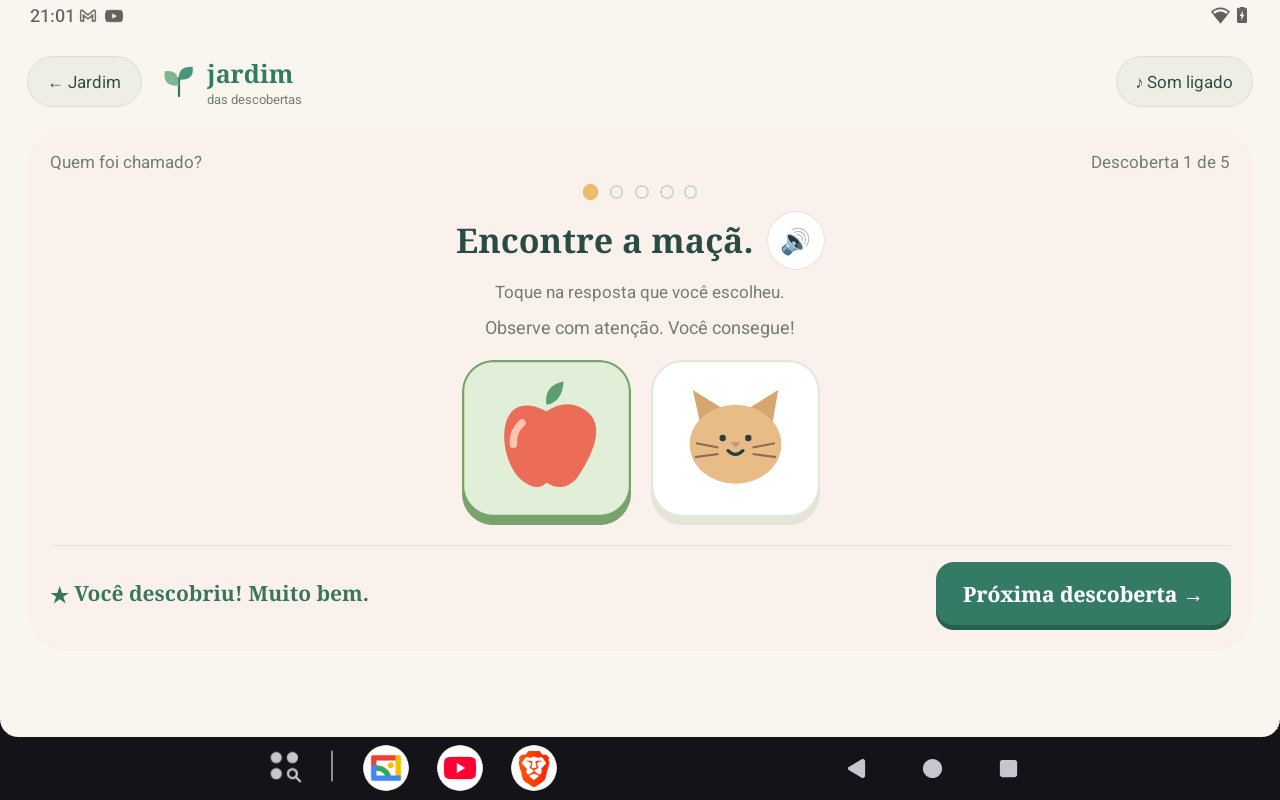 21:01
← Jardim
jardim
das descobertas
♪ Som ligado
Quem foi chamado?
Descoberta 1 de 5
Encontre a maçã.
Toque na resposta que você escolheu.
Observe com atenção. Você consegue!
★ Você descobriu! Muito bem.
Próxima descoberta →